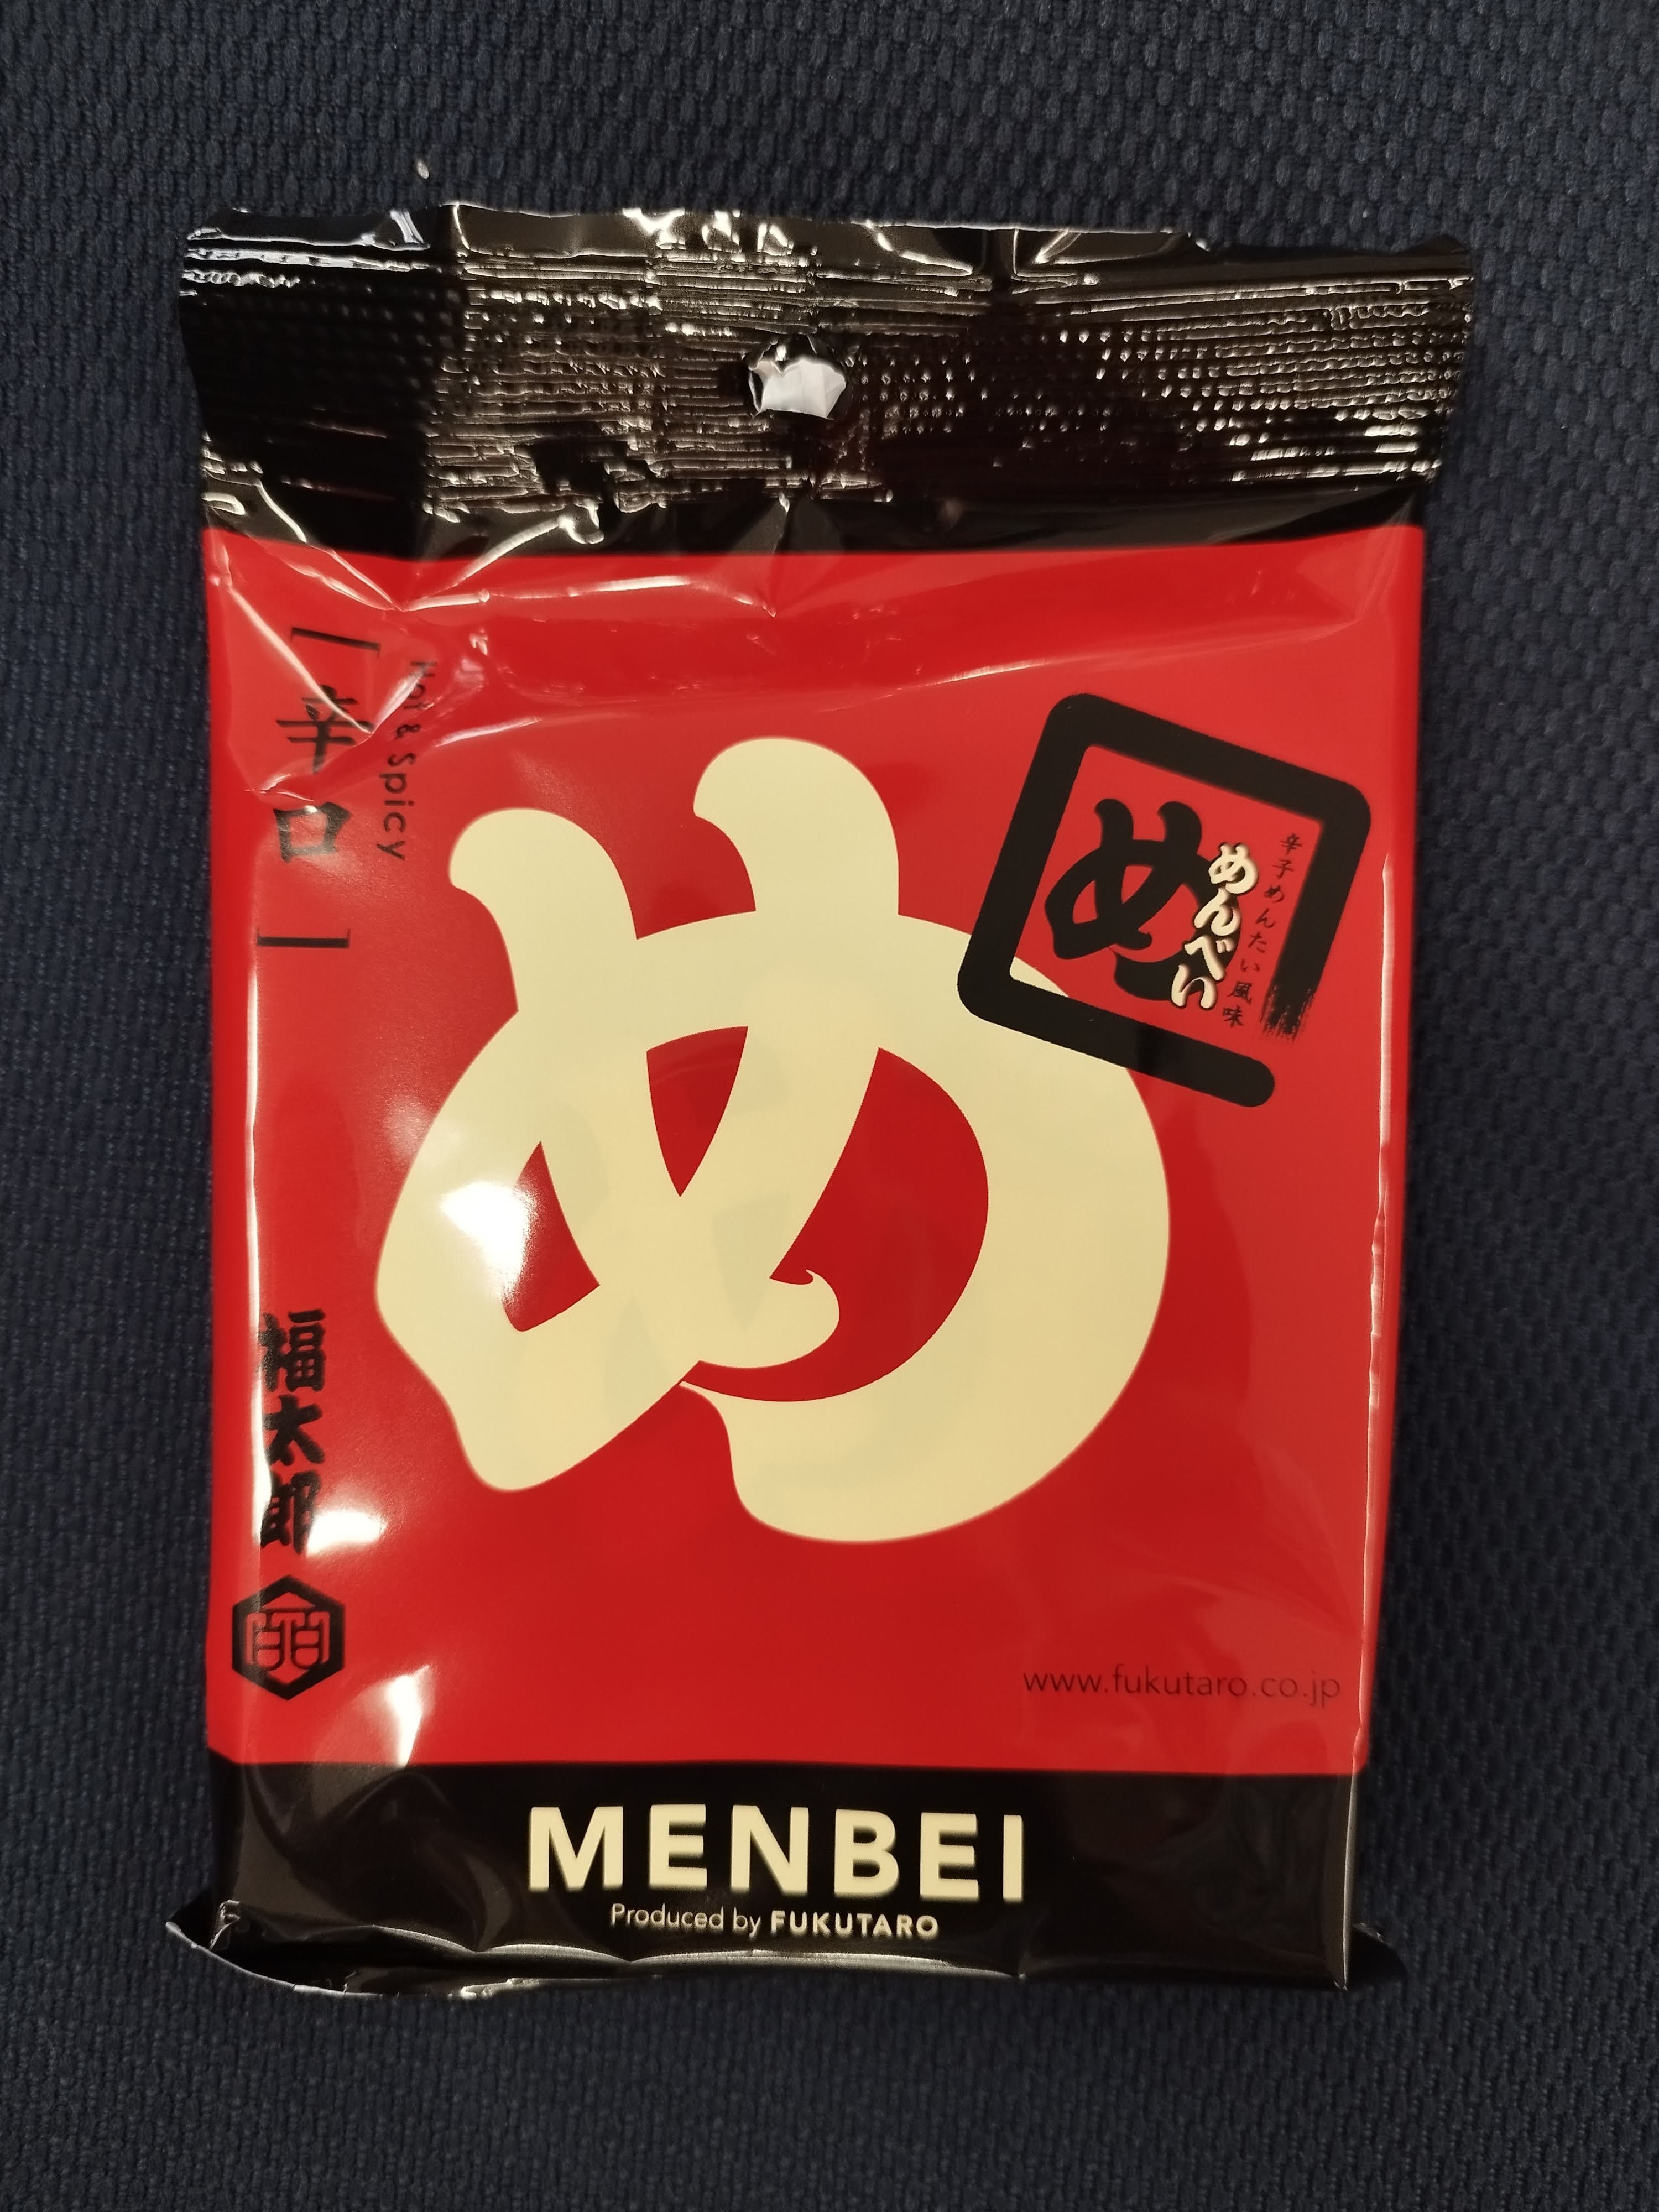 [辛口]
Hot & Spicy
め
め
めんべい
辛子めんたい風味
福太郎
www.fukutaro.co.jp
MENBEI
Produced by FUKUTARO